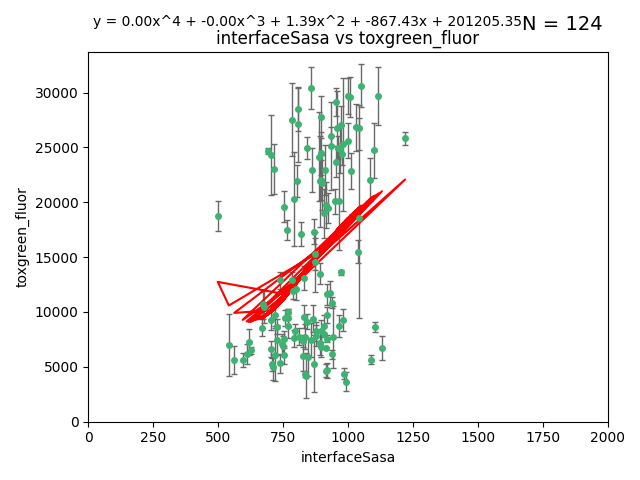 y = 0.00x^4 + -0.00x^3 + 1.39x^2 + -867.43x + 201205.35
N = 124
interfaceSasa vs toxgreen_fluor
30000
25000
20000
15000
10000
5000
0
toxgreen_fluor
0 250 500 750 1000 1250 1500 1750 2000
interfaceSasa